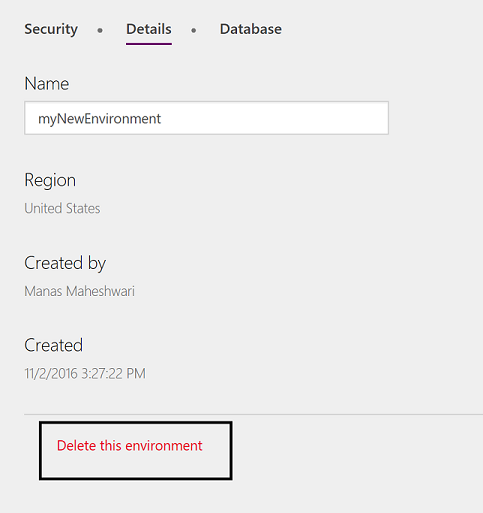 Security • Details • Database
Name
myNewEnvironment
Region
United States
Created by
Manas Maheshwari
Created
11/2/2016 3:27:22 PM
Delete this environment